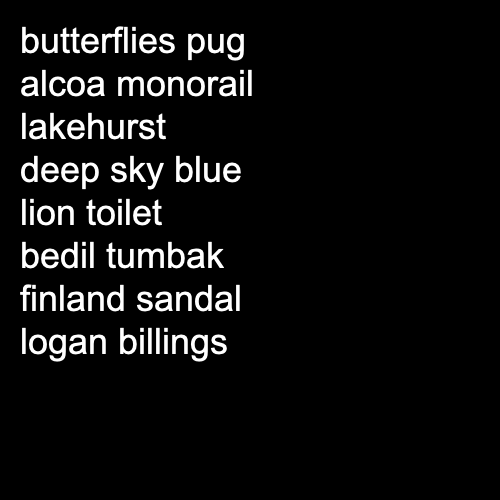 butterflies pug
alcoa monorail
lakehurst
deep sky blue
lion toilet
bedil tumbak
finland sandal
logan billings